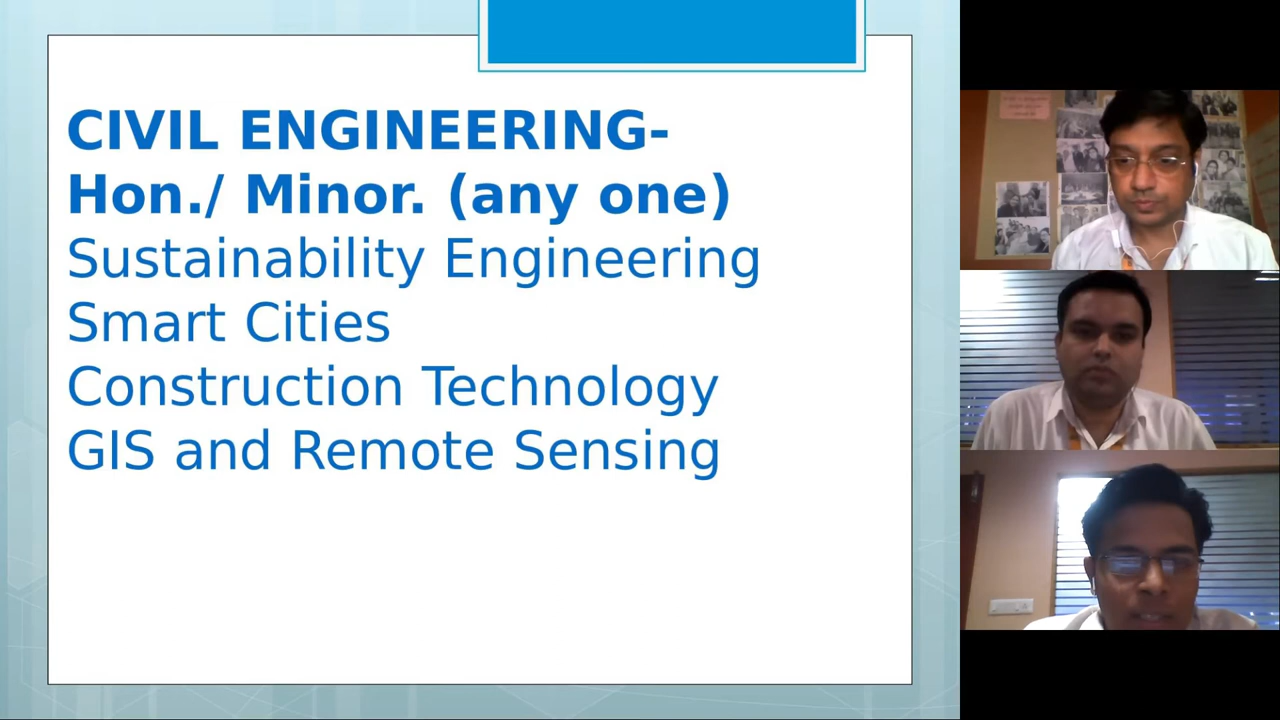 CIVIL ENGINEERING-
Hon./ Minor. (any one)
Sustainability Engineering
Smart Cities
Construction Technology
GIS and Remote Sensing